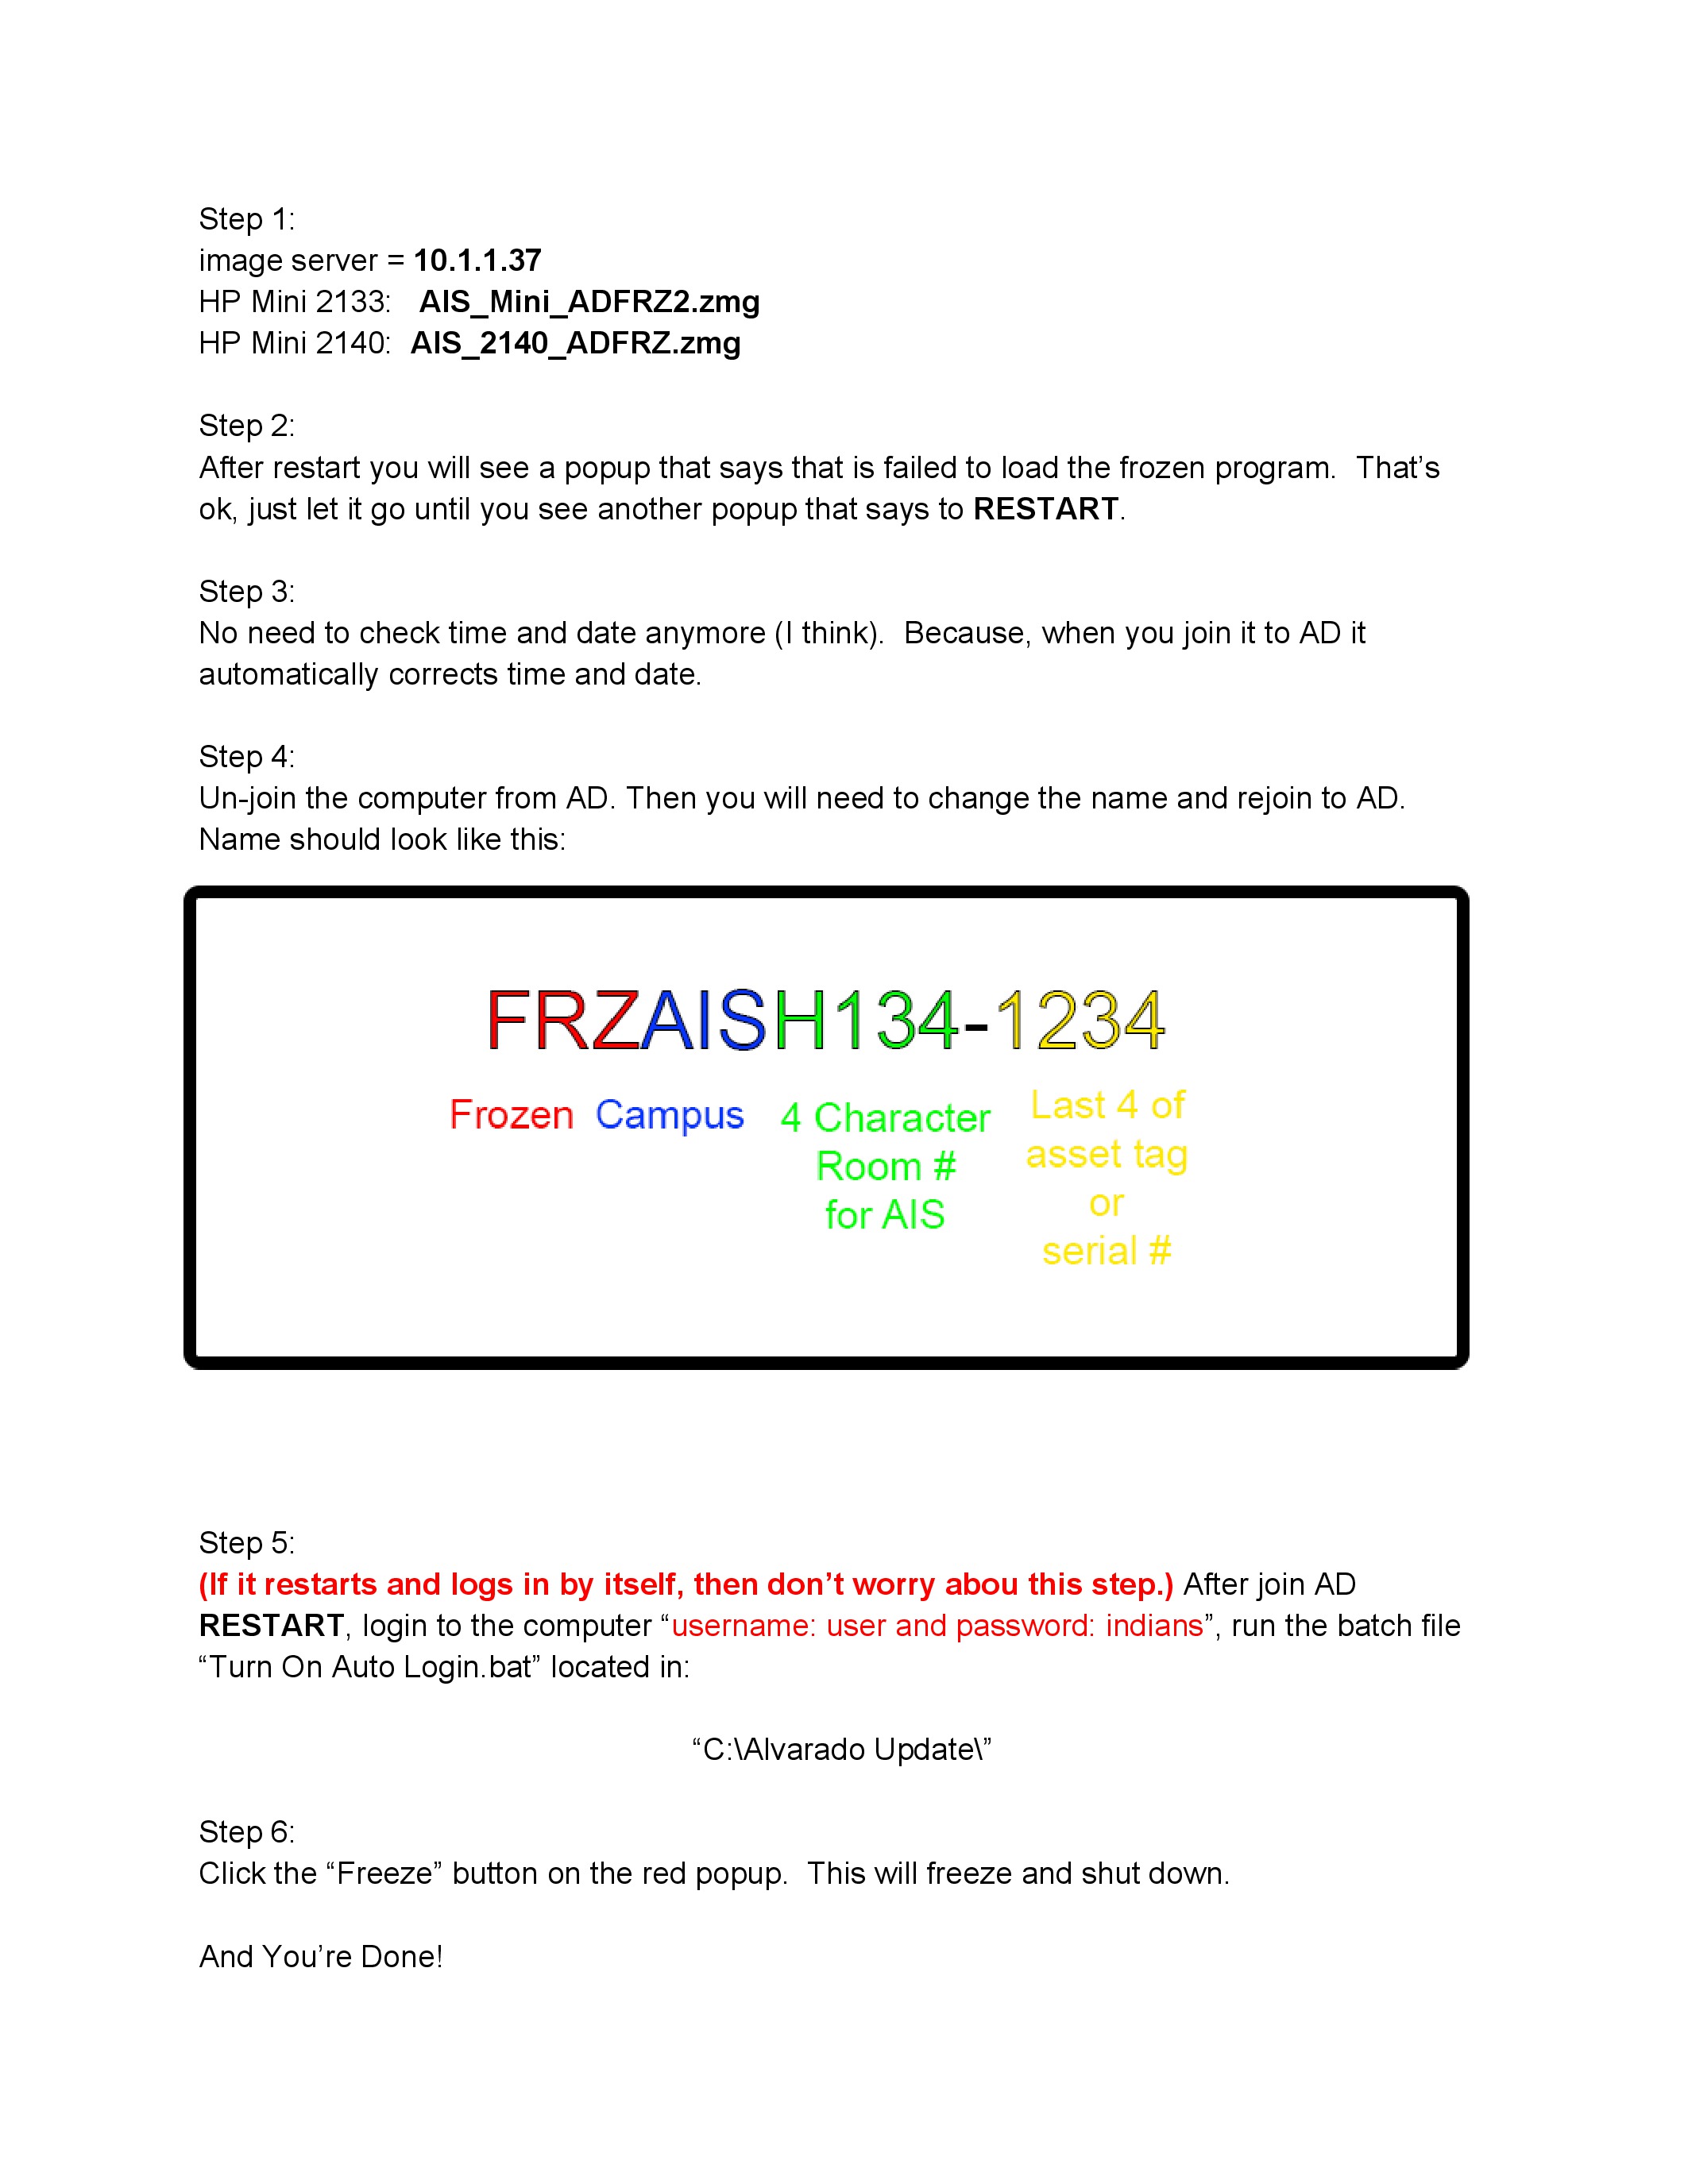 Step 1:
image server = 10.1.1.37
HP Mini 2133:   AIS_Mini_ADFRZ2.zmg
HP Mini 2140:  AIS_2140_ADFRZ.zmg
Step 2:
After restart you will see a popup that says that is failed to load the frozen program.  That’s
ok, just let it go until you see another popup that says to RESTART.
Step 3:
No need to check time and date anymore (I think).  Because, when you join it to AD it
automatically corrects time and date.
Step 4:
Un-join the computer from AD. Then you will need to change the name and rejoin to AD.
Name should look like this:
FRZAISH134-1234
Frozen
Campus
4 Character
Room #
for AIS
Last 4 of
asset tag
or
serial #
Step 5:
(If it restarts and logs in by itself, then don’t worry abou this step.) After join AD
RESTART, login to the computer “username: user and password: indians”, run the batch file
“Turn On Auto Login.bat” located in:
“C:\Alvarado Update\”
Step 6:
Click the “Freeze” button on the red popup.  This will freeze and shut down.
And You’re Done!